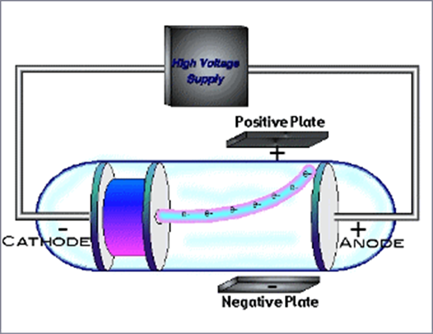 High Voltage
Supply
Positive Plate
+
-
CATHODE
e- e- e- e- e- e- e-
+
ANODE
-
Negative Plate